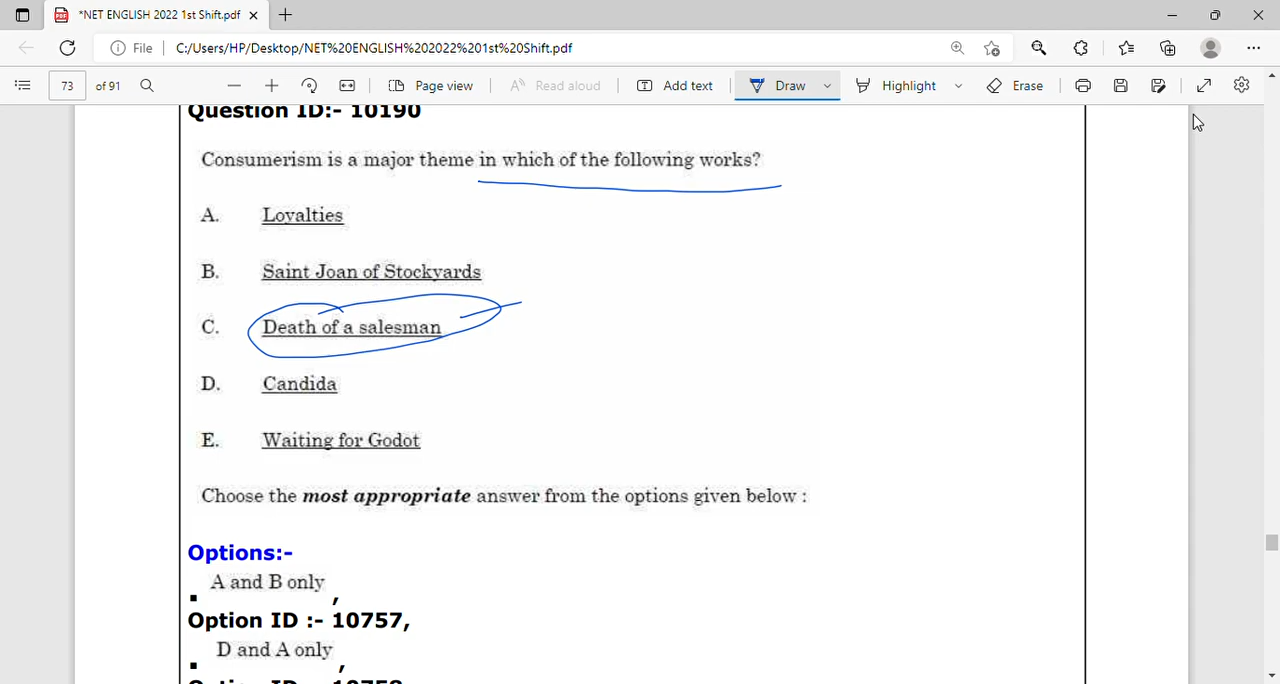 *NET ENGLISH 2022 1st Shift.pdf
File C:/Users/HP/Desktop/NET%20ENGLISH%202022%201st%20Shift.pdf
73 of 91 Page view Read aloud Add text Draw Highlight Erase
Question ID:- 10190
Consumerism is a major theme in which of the following works?
A. Loyalties
B. Saint Joan of Stockyards
C. Death of a salesman
D. Candida
E. Waiting for Godot
Choose the most appropriate answer from the options given below :
Options:-
A and B only ,
Option ID :- 10757,
D and A only ,
Option ID :- 10758